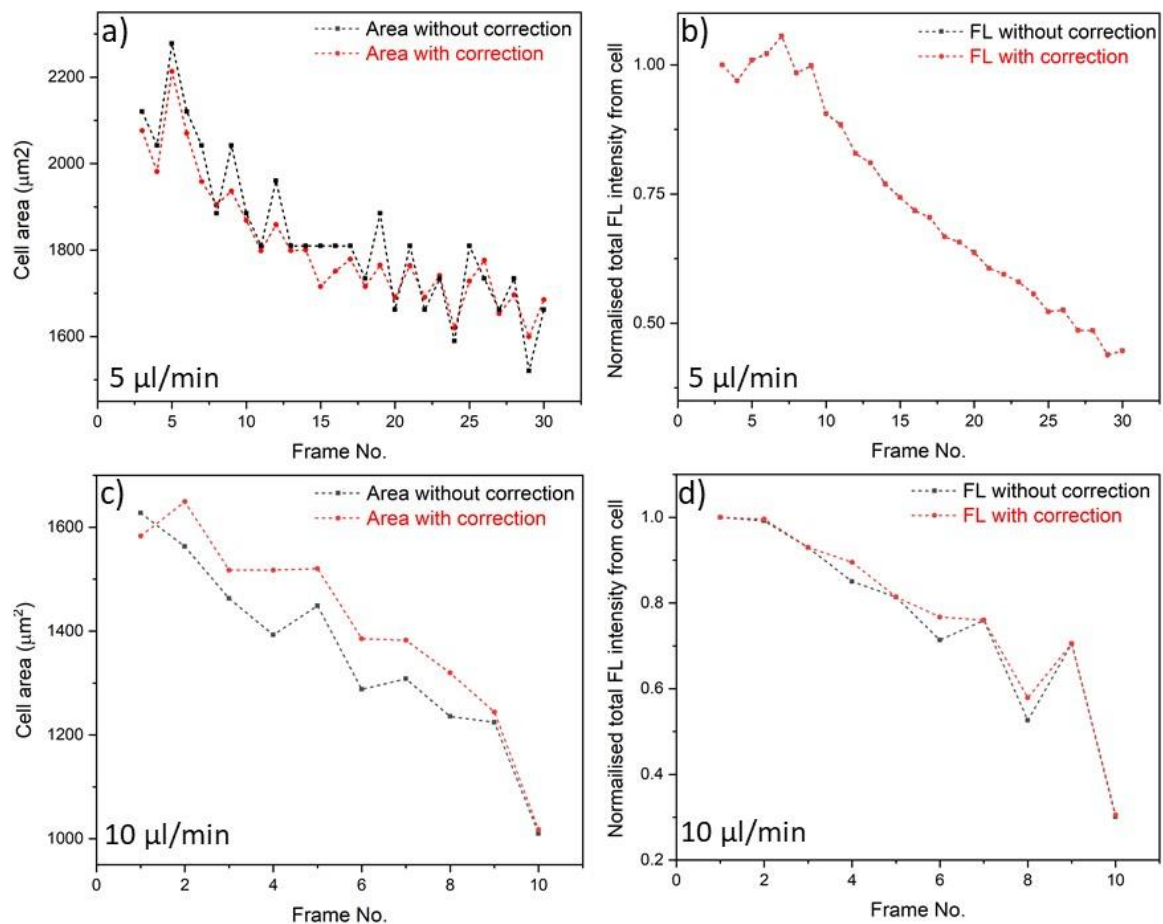 a)
Area without correction
Area with correction
2200
2000
1800
1600
Cell area (μm2)
5 μl/min
0 5 10 15 20 25 30
Frame No.
b)
FL without correction
FL with correction
1.00
0.75
0.50
Normalised total FL intensity from cell
5 μl/min
0 5 10 15 20 25 30
Frame No.
c)
Area without correction
Area with correction
1600
1400
1200
1000
Cell area (μm²)
10 μl/min
0 2 4 6 8 10
Frame No.
d)
FL without correction
FL with correction
1.0
0.8
0.6
0.4
0.2
Normailised total FL intensity from cell
10 μl/min
0 2 4 6 8 10
Frame No.